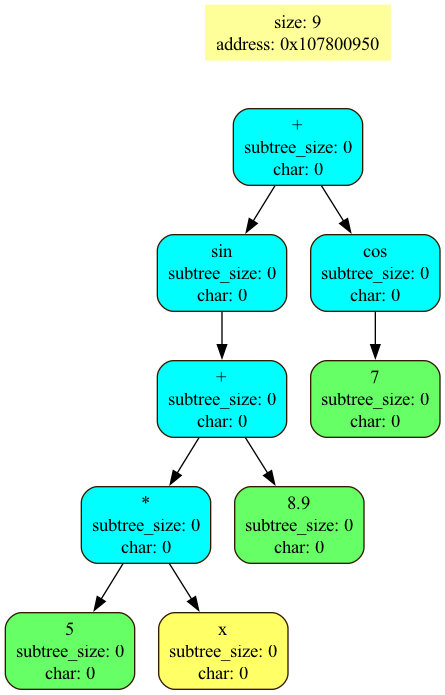 size: 9
address: 0x107800950
+
subtree_size: 0
char: 0
sin
subtree_size: 0
char: 0
cos
subtree_size: 0
char: 0
+
subtree_size: 0
char: 0
7
subtree_size: 0
char: 0
*
subtree_size: 0
char: 0
8.9
subtree_size: 0
char: 0
5
subtree_size: 0
char: 0
x
subtree_size: 0
char: 0